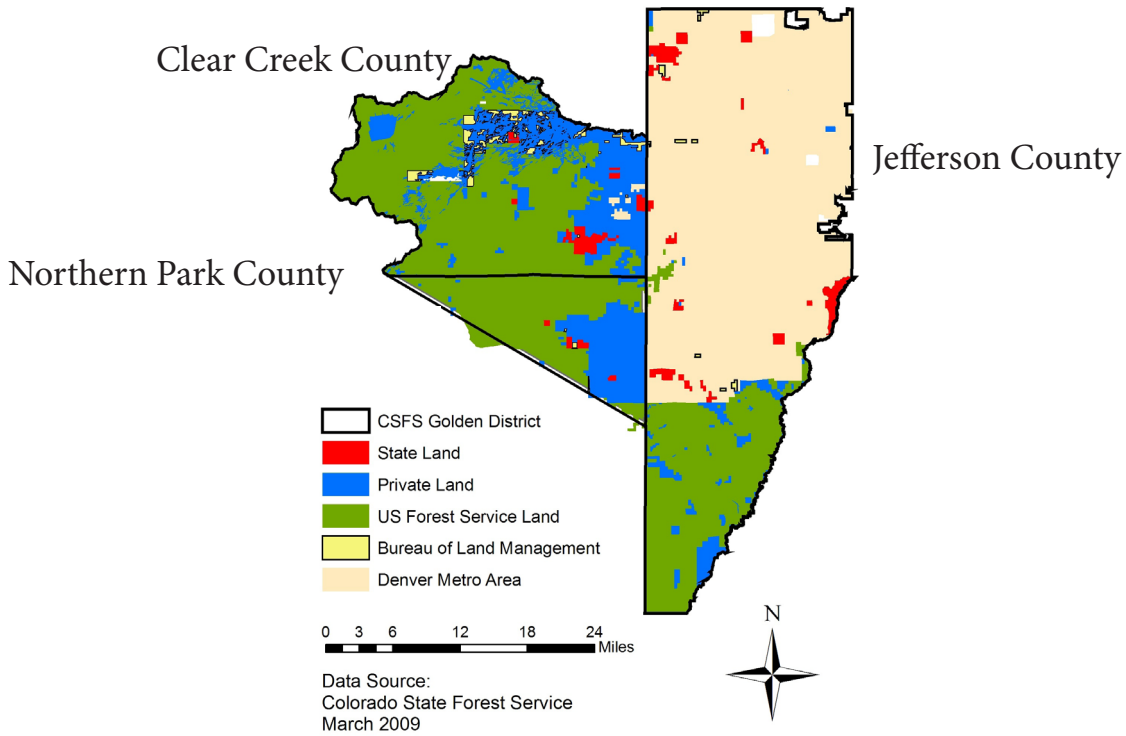 Clear Creek County
Jefferson County
Northern Park County
CSFS Golden District
State Land
Private Land
US Forest Service Land
Bureau of Land Management
Denver Metro Area
0 3 6 12 18 24
Miles
N
Data Source:
Colorado State Forest Service
March 2009